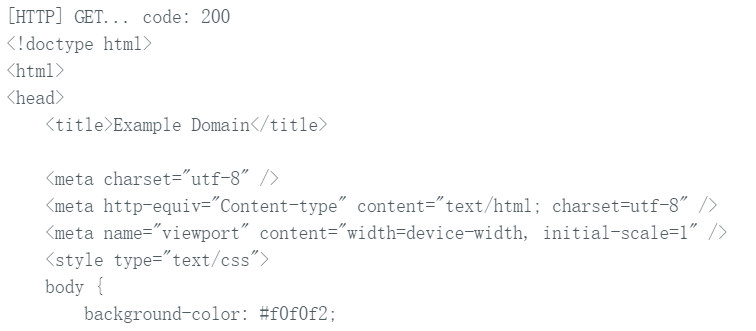 [HTTP] GET... code: 200
<!doctype html>
<html>
<head>
    <title>Example Domain</title>

    <meta charset="utf-8" />
    <meta http-equiv="Content-type" content="text/html; charset=utf-8" />
    <meta name="viewport" content="width=device-width, initial-scale=1" />
    <style type="text/css">
    body {
        background-color: #f0f0f2;